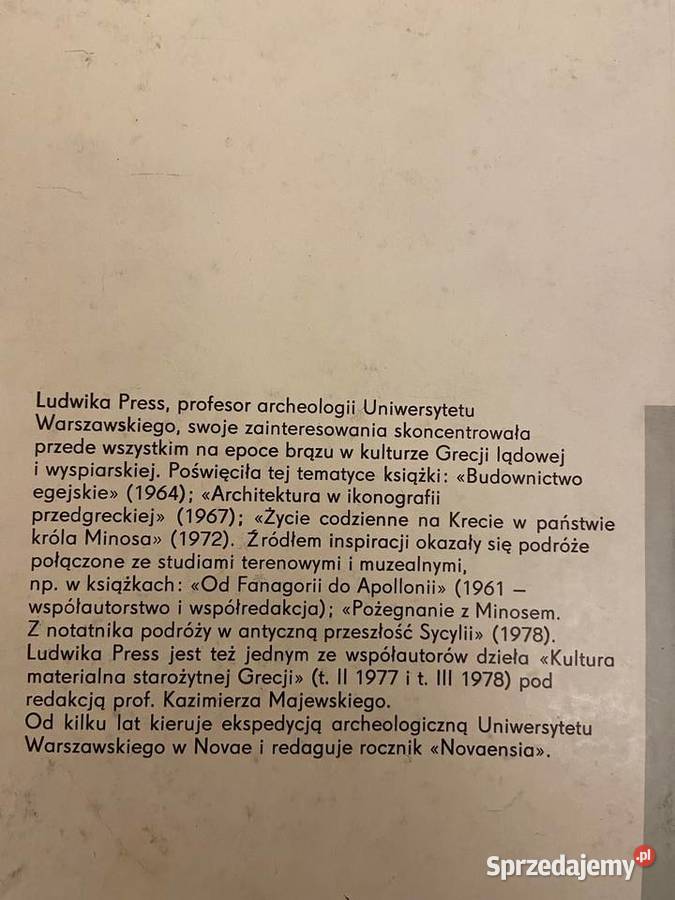 Ludwika Press, profesor archeologii Uniwersytetu
Warszawskiego, swoje zainteresowania skoncentrowała
przede wszystkim na epoce brązu w kulturze Grecji lądowej
i wyspiarskiej. Poświęciła tej tematyce książki: «Budownictwo
egejskie» (1964); «Architektura w ikonografii
przedgreckiej» (1967); «Życie codzienne na Krecie w państwie
króla Minosa» (1972). Źródłem inspiracji okazały się podróże
połączone ze studiami terenowymi i muzealnymi,
np. w książkach: «Od Fanagorii do Apollonii» (1961 –
współautorstwo i współredakcja); «Pożegnanie z Minosem.
Z notatnika podróży w antyczną przeszłość Sycylii» (1978).
Ludwika Press jest też jednym ze współautorów dzieła «Kultura
materialna starożytnej Grecji» (t. II 1977 i t. III 1978) pod
redakcją prof. Kazimierza Majewskiego.
Od kilku lat kieruje ekspedycją archeologiczną Uniwersytetu
Warszawskiego w Novae i redaguje rocznik «Novaensia».
Sprzedajemy.pl